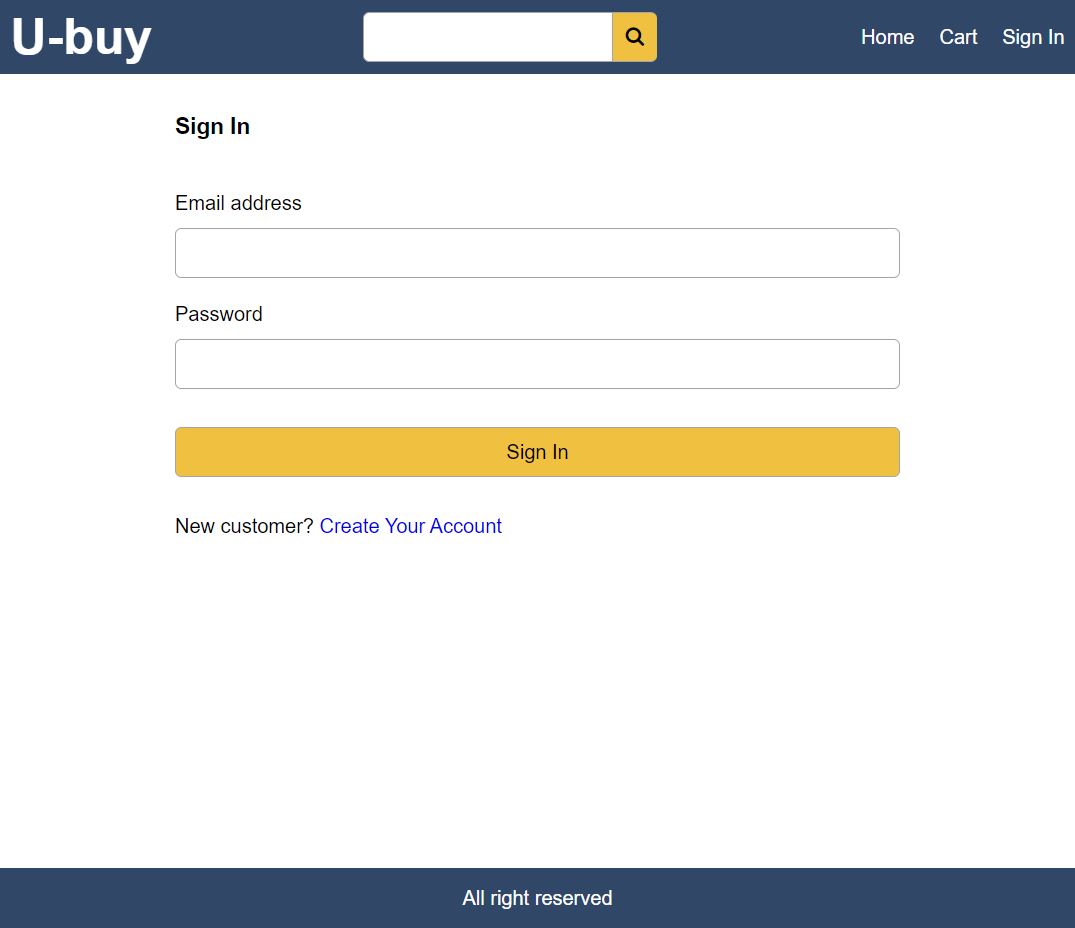 U-buy
Home Cart Sign In
Sign In
Email address
Password
Sign In
New customer? Create Your Account
All right reserved